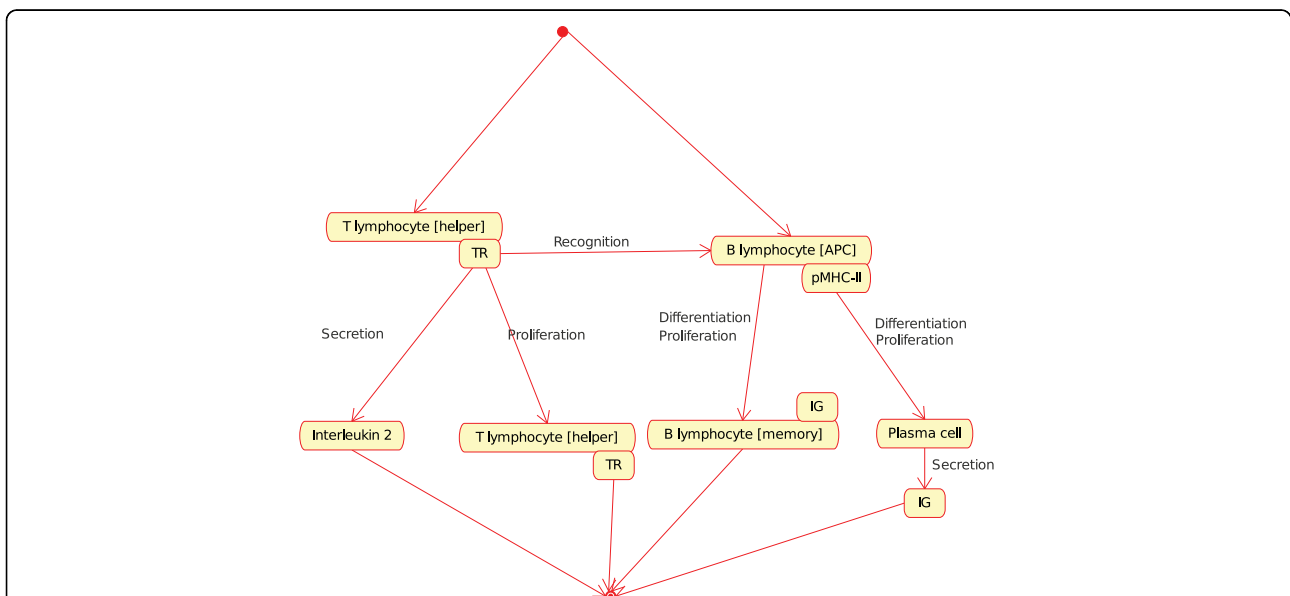 T lymphocyte [helper]
TR
Recognition
B lymphocyte [APC]
pMHC-II
Secretion
Proliferation
Differentiation
Proliferation
Differentiation
Proliferation
Interleukin 2
T lymphocyte [helper]
TR
IG
B lymphocyte [memory]
Plasma cell
Secretion
IG